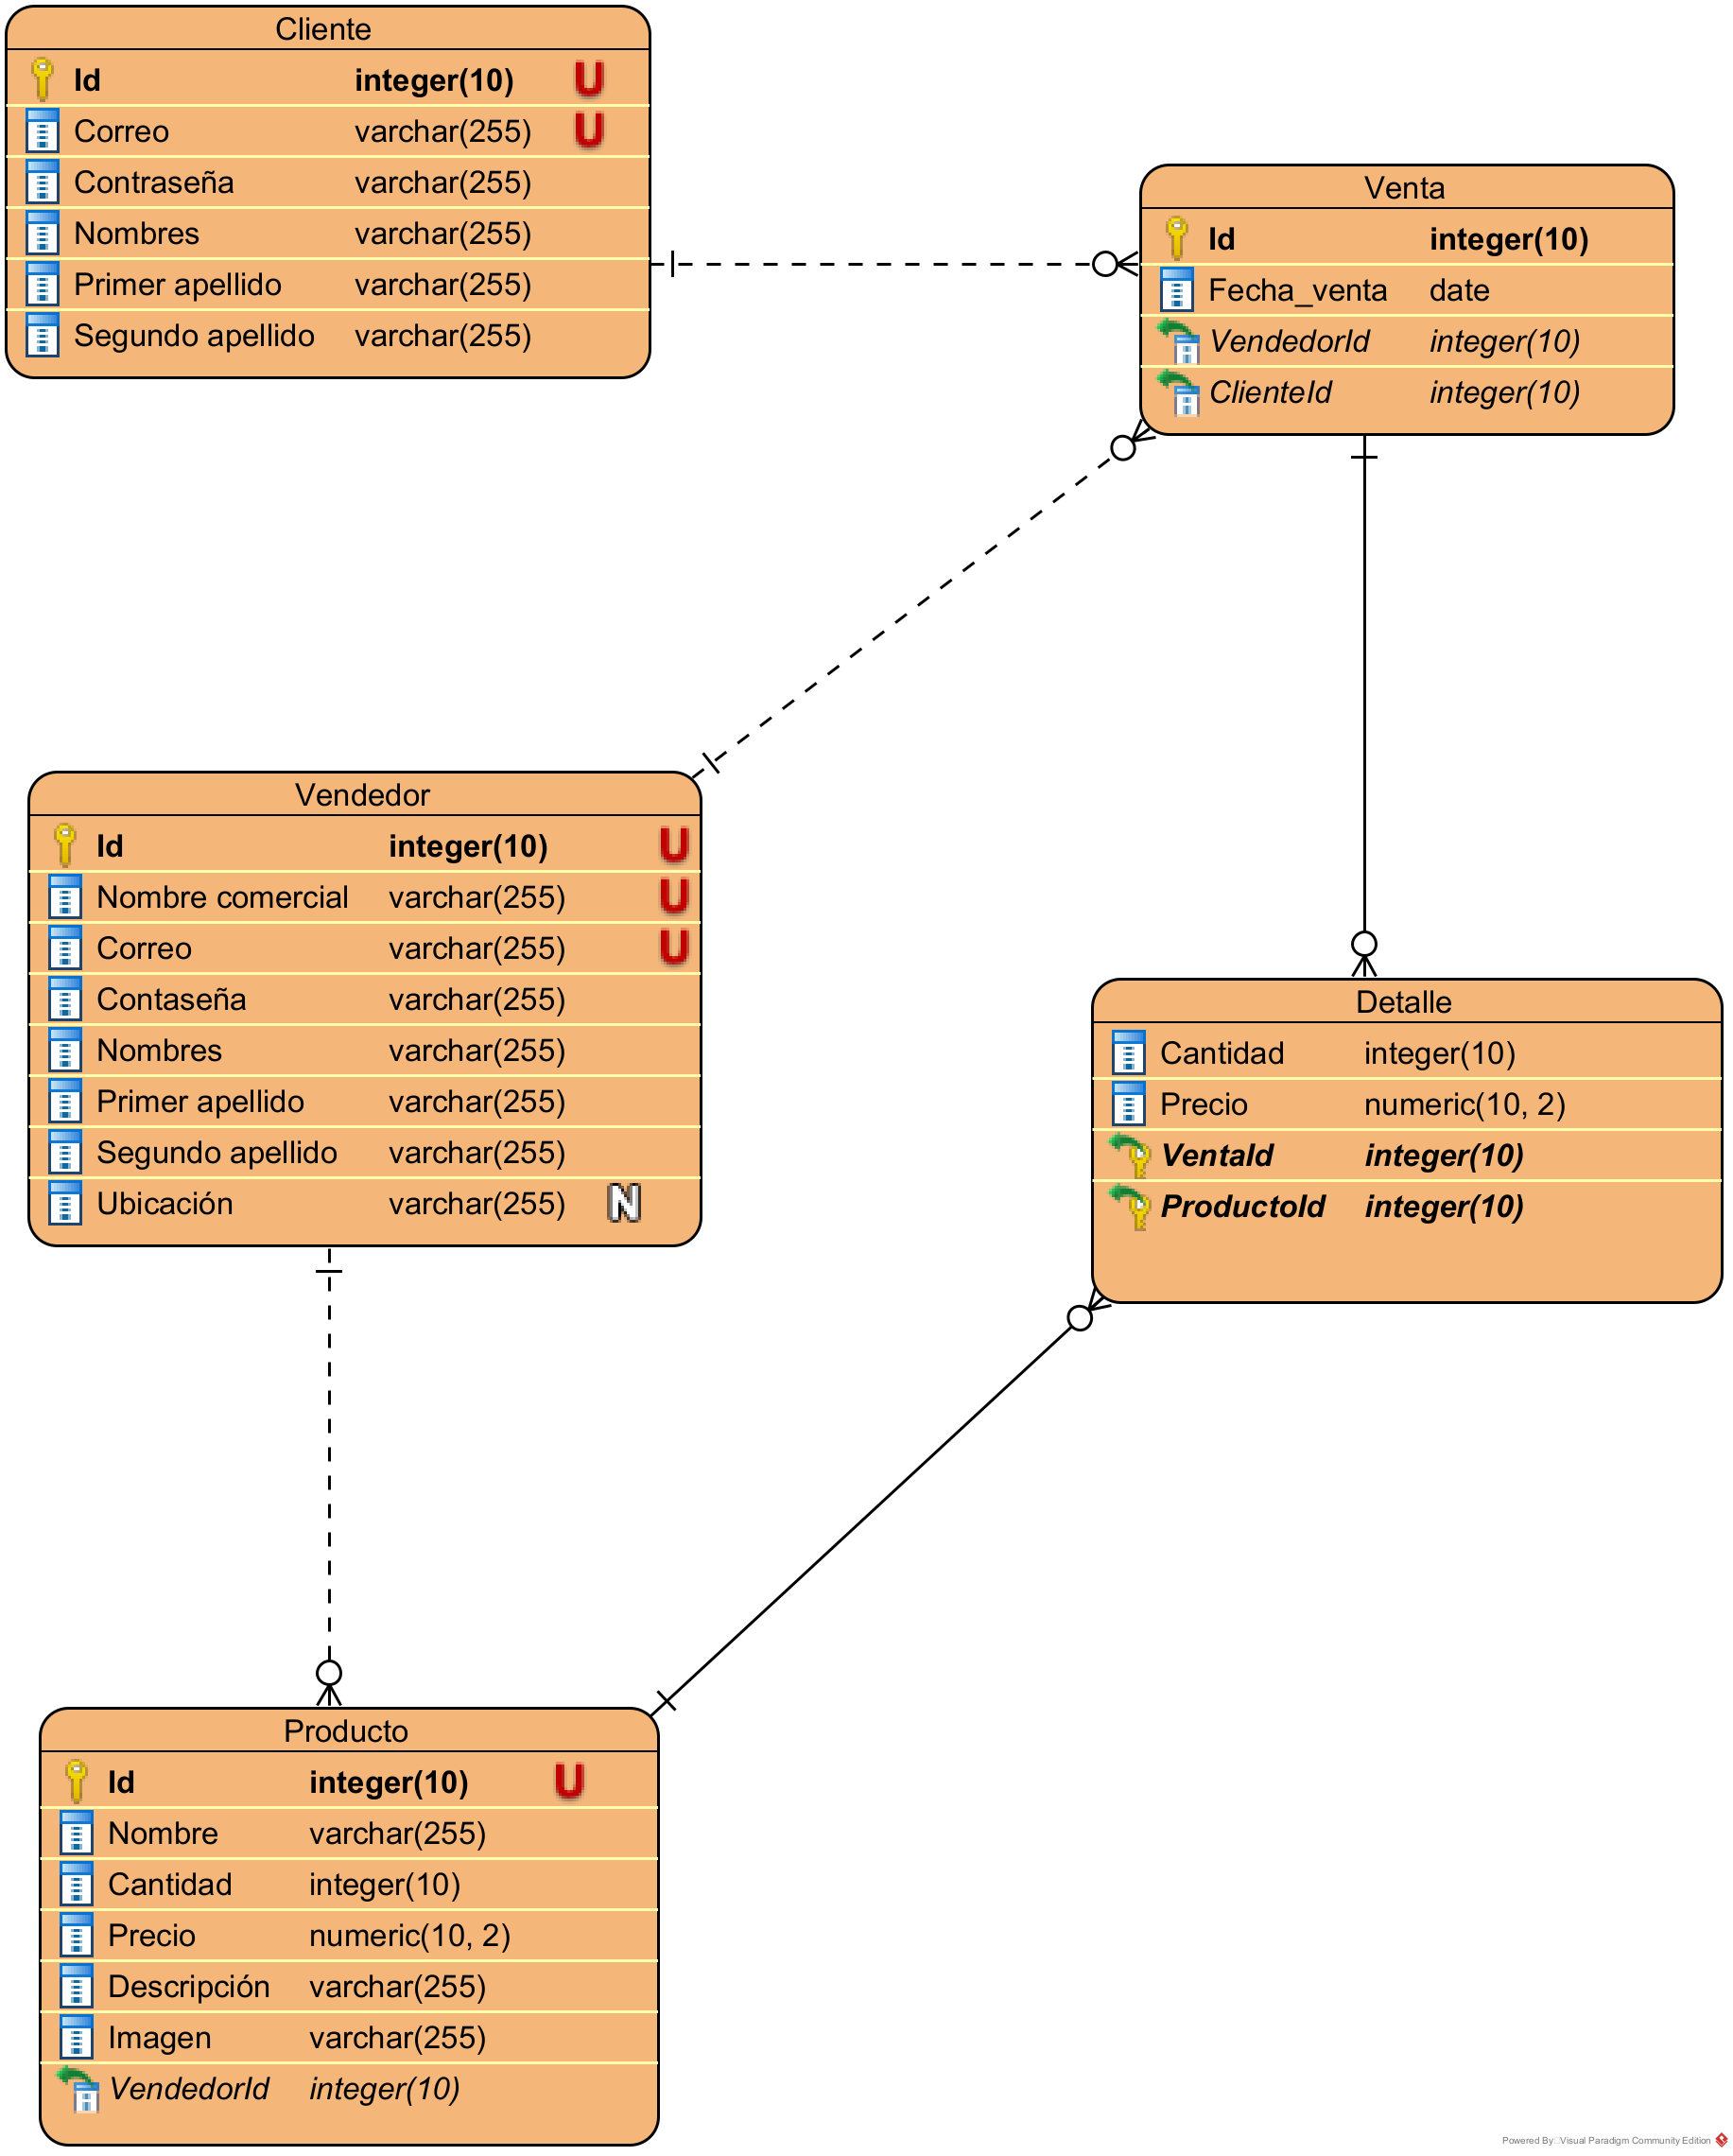 Cliente
Id integer(10) U
Correo varchar(255) U
Contraseña varchar(255)
Nombres varchar(255)
Primer apellido varchar(255)
Segundo apellido varchar(255)
Venta
Id integer(10)
Fecha_venta date
VendedorId integer(10)
ClienteId integer(10)
Vendedor
Id integer(10) U
Nombre comercial varchar(255) U
Correo varchar(255) U
Contaseña varchar(255)
Nombres varchar(255)
Primer apellido varchar(255)
Segundo apellido varchar(255)
Ubicación varchar(255) N
Detalle
Cantidad integer(10)
Precio numeric(10, 2)
VentaId integer(10)
ProductoId integer(10)
Producto
Id integer(10) U
Nombre varchar(255)
Cantidad integer(10)
Precio numeric(10, 2)
Descripción varchar(255)
Imagen varchar(255)
VendedorId integer(10)
Powered By Visual Paradigm Community Edition